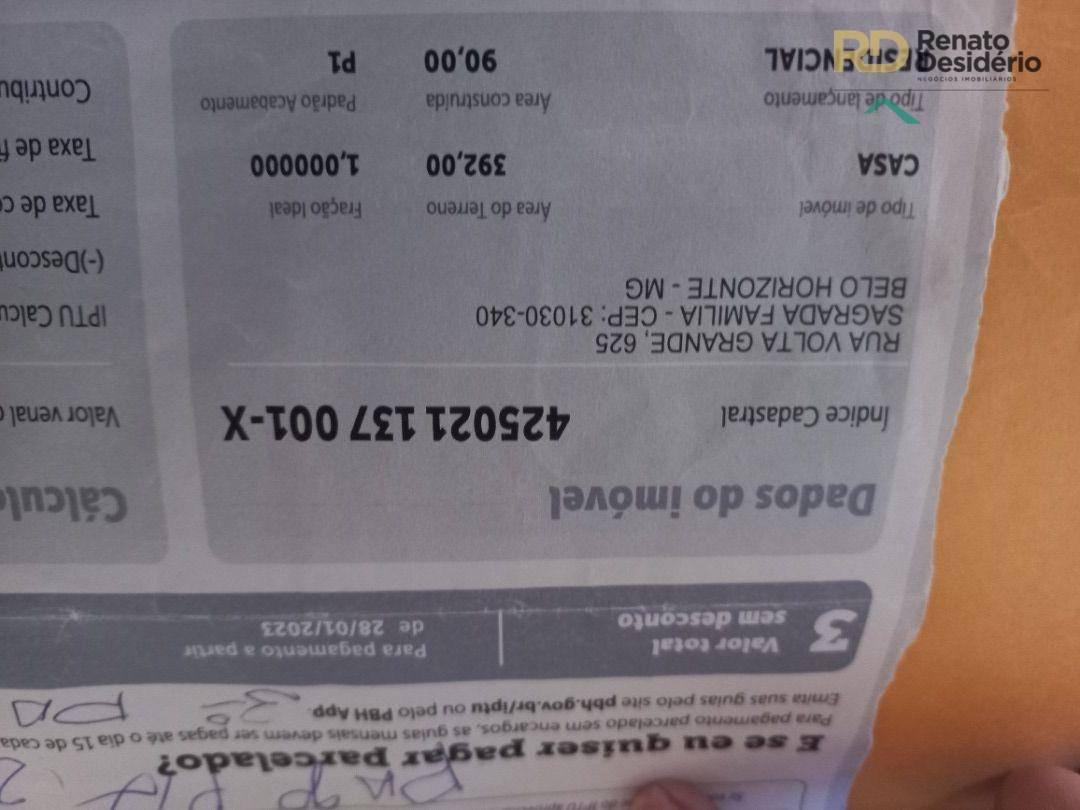 E se eu quiser pagar parcelado?
Para pagamento parcelado sem encargos, as guias mensais devem ser pagas até o dia 15 de cada
Emita suas guias pelo site pbh.gov.br/iptu ou pelo PBH App.
3 Valor total
sem desconto
Para pagamento a partir
de 28/01/2023
Dados do imóvel
Índice Cadastral 425021 137 001-X
RUA VOLTA GRANDE, 625
SAGRADA FAMILIA - CEP: 31030-340
BELO HORIZONTE - MG
Tipo de imóvel Área do Terreno Fração Ideal
CASA 392,00 1,000000
Tipo de lançamento Área construída Padrão Acabamento
RESIDENCIAL 90,00 P1
Valor venal
(-)Descont
Taxa de
Taxa de
RD Renato
Desidério
NEGÓCIOS IMOBILIÁRIOS